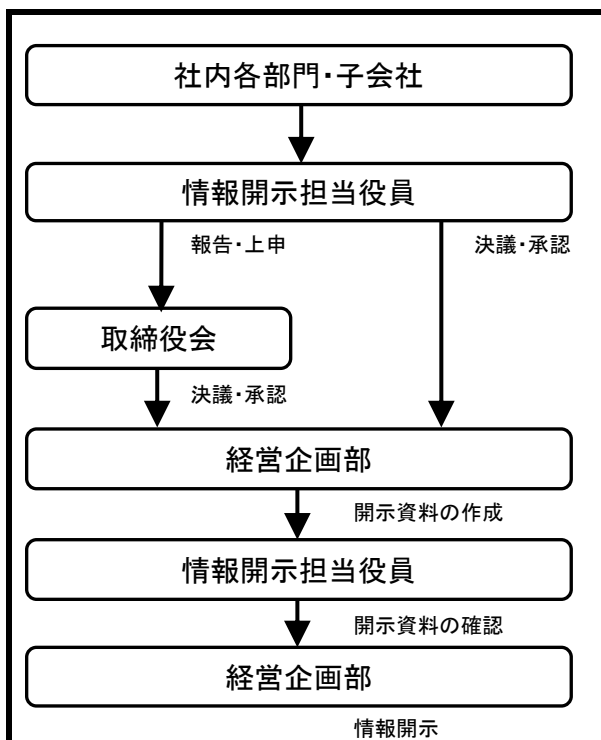 社内各部門・子会社
情報開示担当役員
報告・上申
決議・承認
取締役会
決議・承認
経営企画部
開示資料の作成
情報開示担当役員
開示資料の確認
経営企画部
情報開示